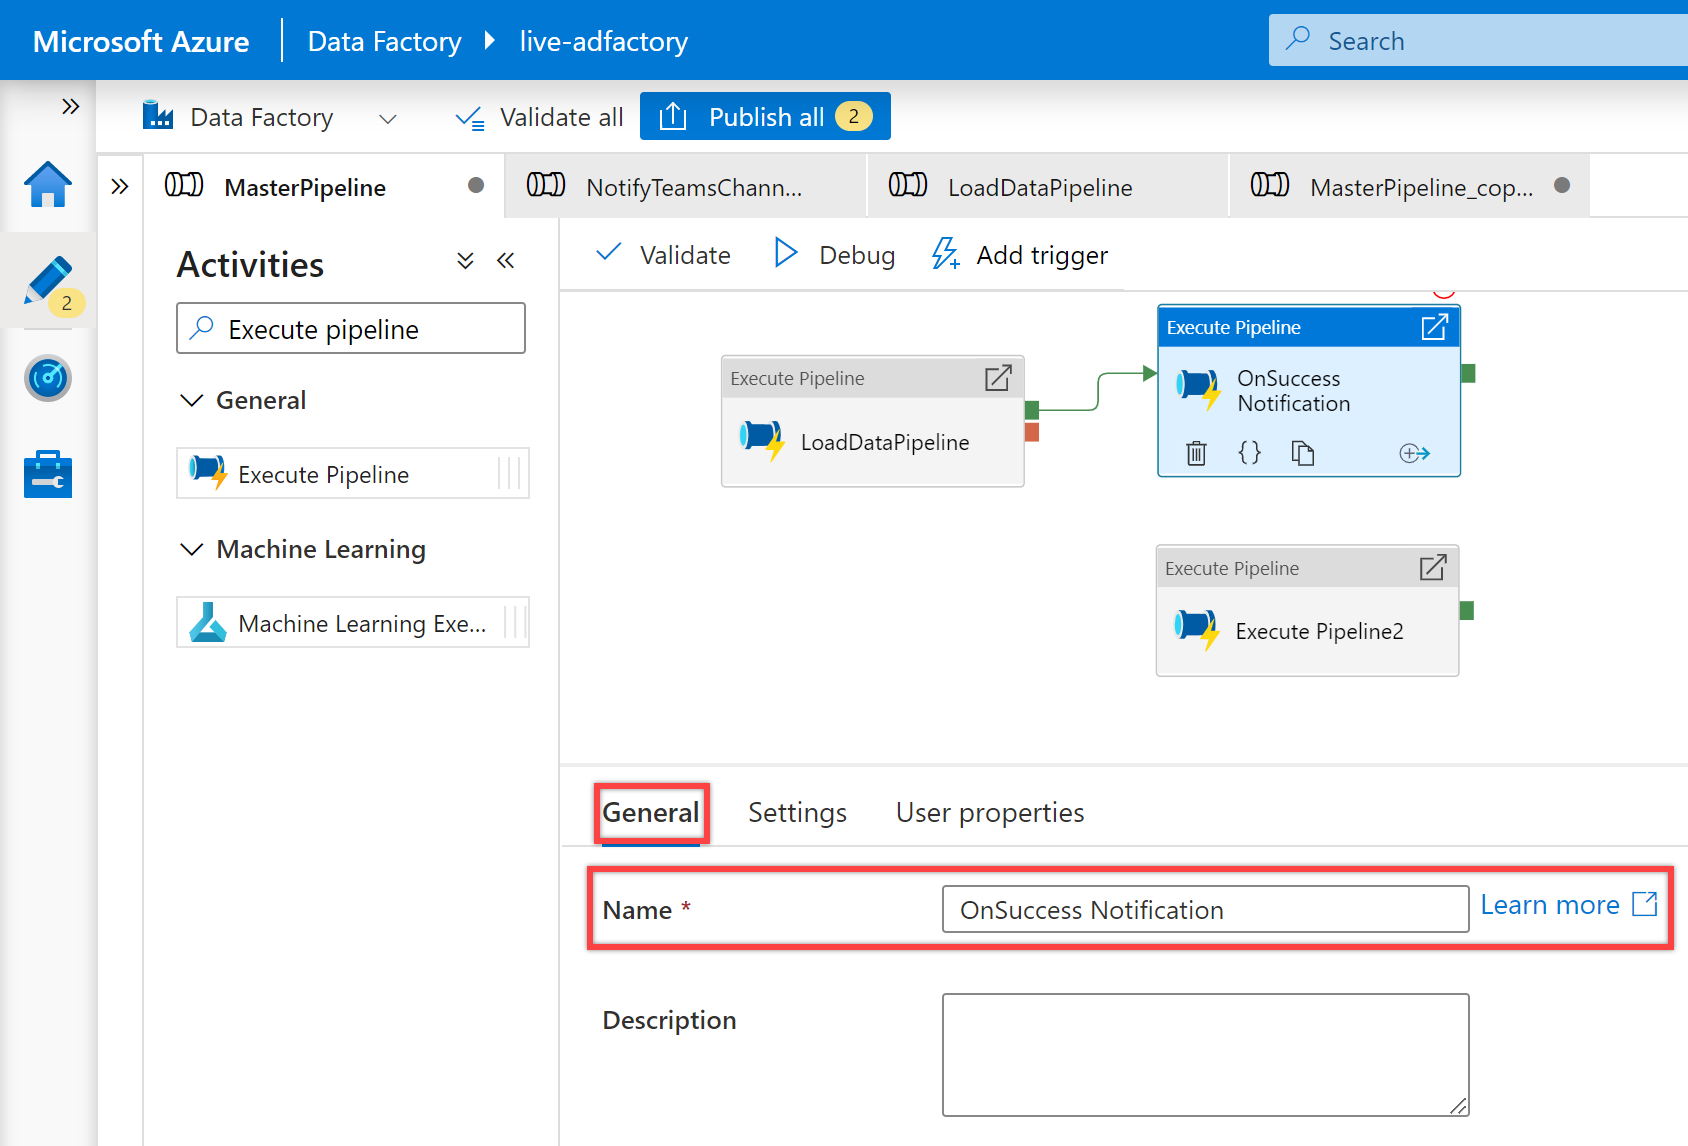 Microsoft Azure
Data Factory
live-adfactory
Search
Data Factory
Validate all
Publish all
2
MasterPipeline
NotifyTeamsChann...
LoadDataPipeline
MasterPipeline_cop...
2
Activities
Execute pipeline
General
Execute Pipeline
Machine Learning
Machine Learning Exe...
Validate
Debug
Add trigger
Execute Pipeline
LoadDataPipeline
Execute Pipeline
OnSuccess
Notification
{}
Execute Pipeline
Execute Pipeline2
General
Settings
User properties
Name *
OnSuccess Notification
Learn more
Description